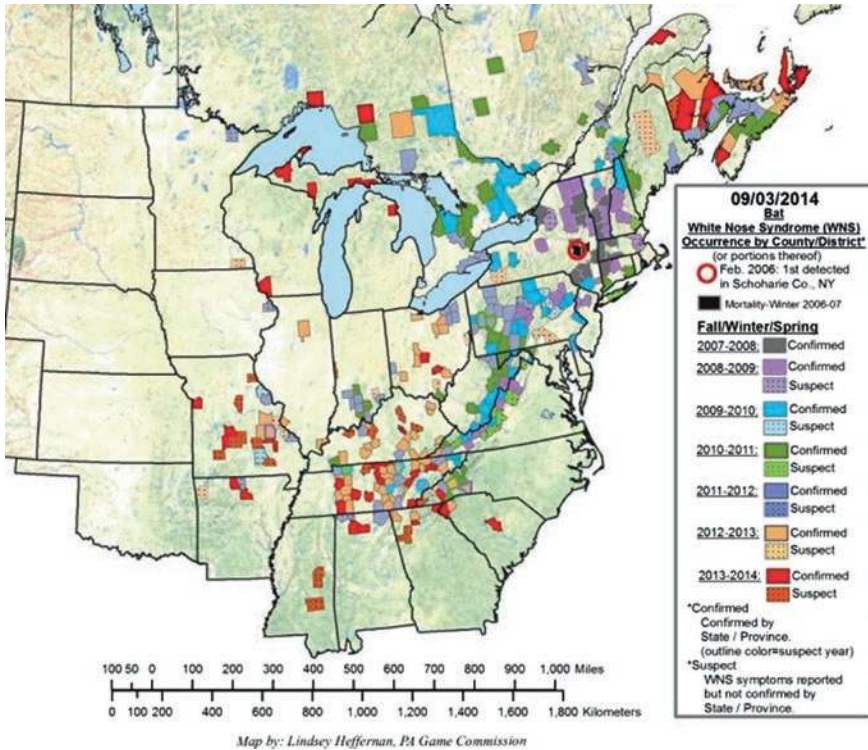 09/03/2014
Bat
White Nose Syndrome (WNS)
Occurrence by County/District*
(or portions thereof)
Feb. 2006: 1st detected
in Schoharie Co., NY
Mortality-Winter 2006-07
Fall/Winter/Spring
2007-2008: Confirmed
2008-2009: Confirmed
Suspect
2009-2010: Confirmed
Suspect
2010-2011: Confirmed
Suspect
2011-2012: Confirmed
Suspect
2012-2013: Confirmed
Suspect
2013-2014: Confirmed
Suspect
*Confirmed
Confirmed by
State / Province.
(outline color=suspect year)
*Suspect
WNS symptoms reported
but not confirmed by
State / Province.
100 50 0 100 200 300 400 500 600 700 800 900 1,000 Miles
0 100 200 400 600 800 1,000 1,200 1,400 1,600 1,800 Kilometers
Map by: Lindsey Heffernan, PA Game Commission